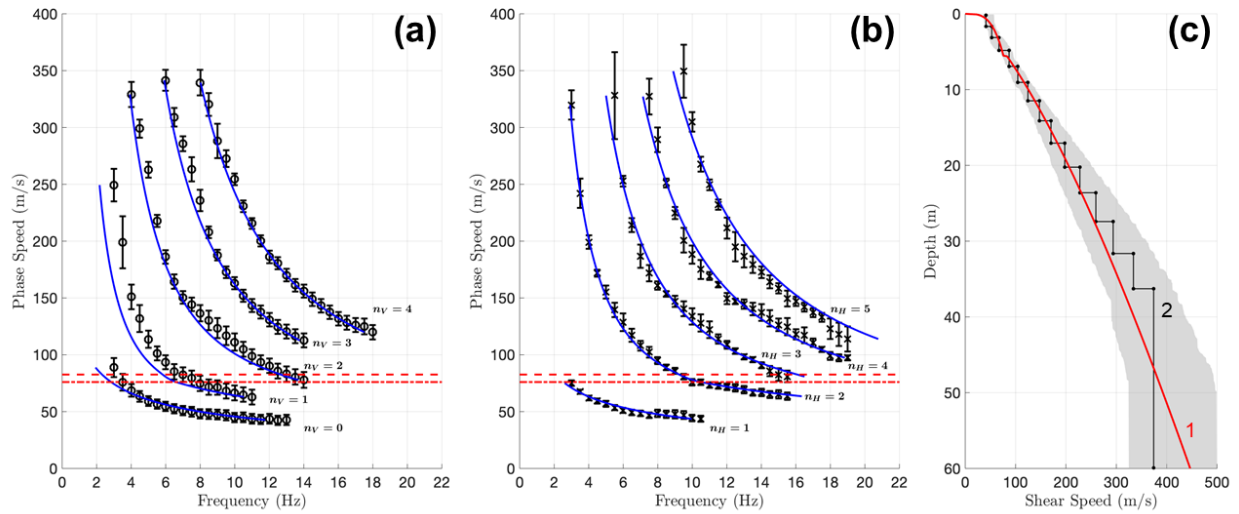 (a)
400
350
300
250
200
150
100
50
0
Phase Speed (m/s)
n_V = 4
n_V = 3
n_V = 2
n_V = 1
n_V = 0
0 2 4 6 8 10 12 14 16 18 20 22
Frequency (Hz)
(b)
400
350
300
250
200
150
100
50
0
Phase Speed (m/s)
n_H = 5
n_H = 3
n_H = 4
n_H = 2
n_H = 1
0 2 4 6 8 10 12 14 16 18 20 22
Frequency (Hz)
(c)
0
10
20
30
40
50
60
Depth (m)
2
1
0 100 200 300 400 500
Shear Speed (m/s)